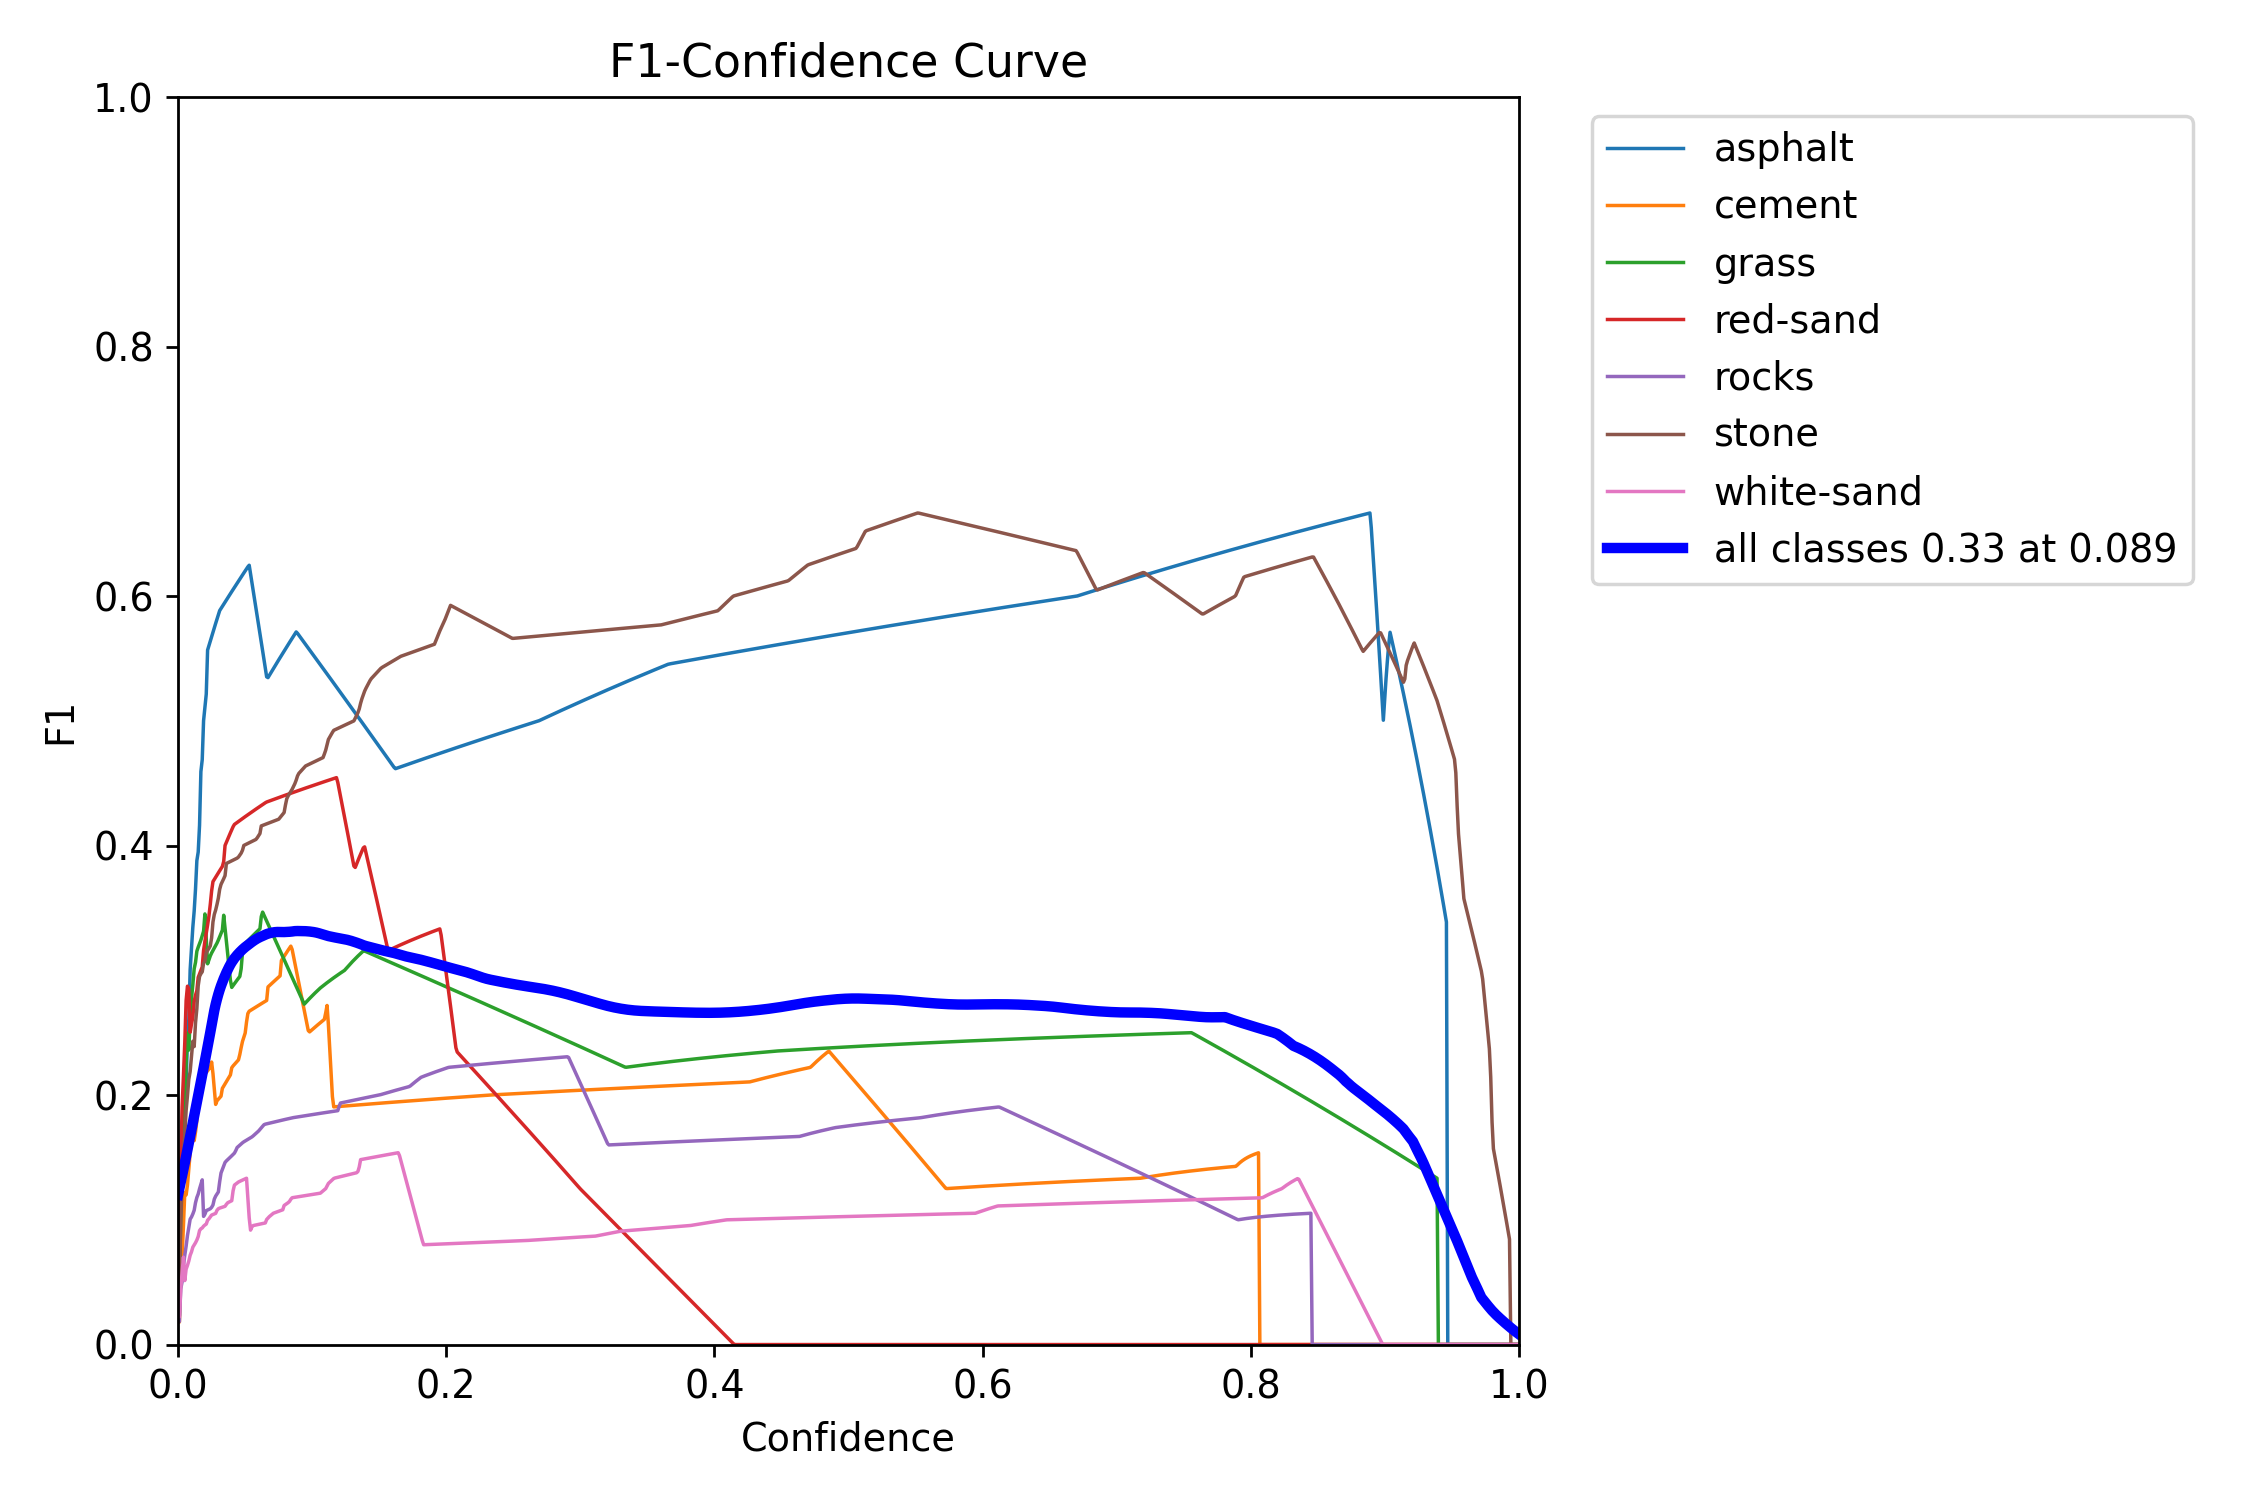 F1-Confidence Curve
1.0
0.8
0.6
0.4
0.2
0.0
F1
0.0 0.2 0.4 0.6 0.8 1.0
Confidence
asphalt
cement
grass
red-sand
rocks
stone
white-sand
all classes 0.33 at 0.089